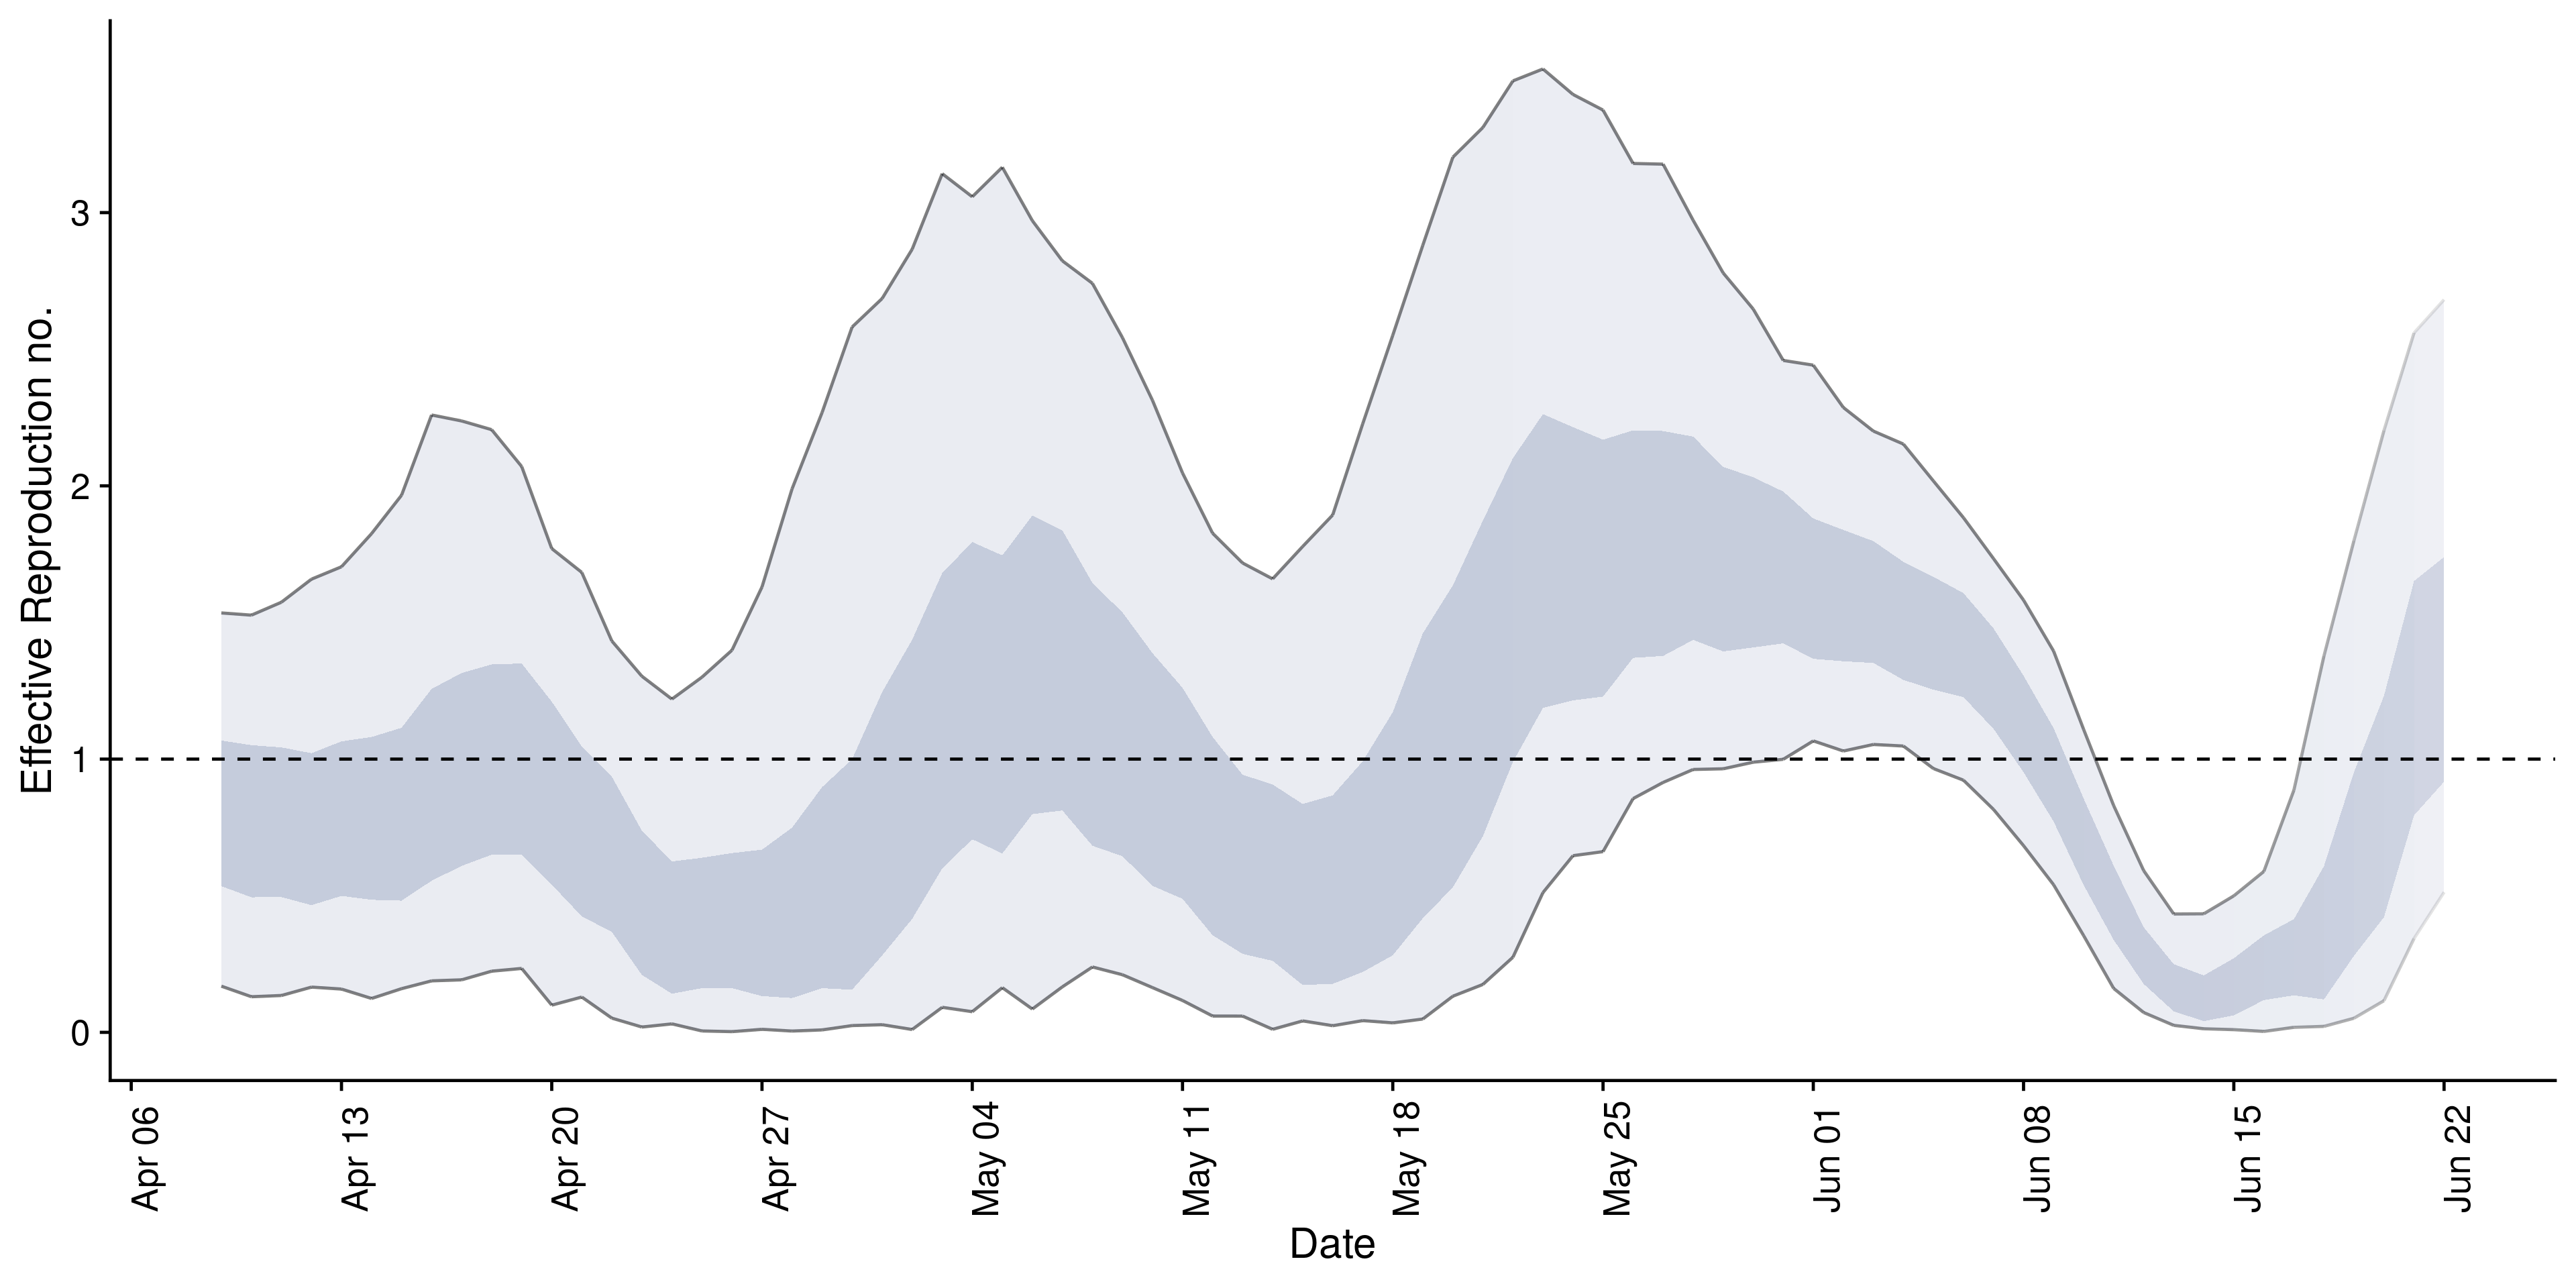 Effective Reproduction no.
3
2
1
0
Apr 06
Apr 13
Apr 20
Apr 27
May 04
May 11
May 18
May 25
Jun 01
Jun 08
Jun 15
Jun 22
Date